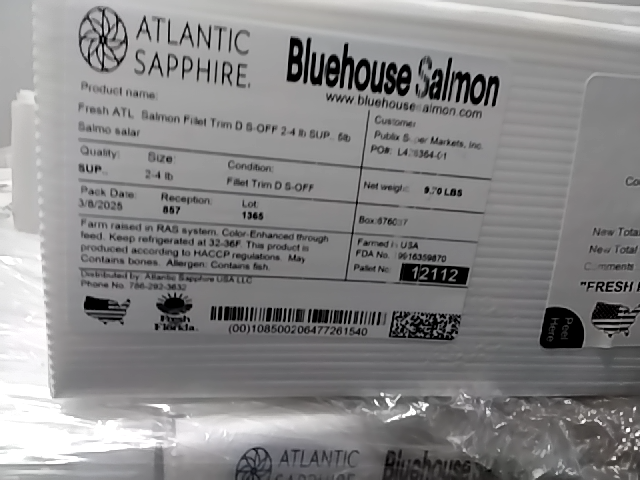 ATLANTIC
SAPPHIRE.
Bluehouse Salmon
www.bluehousesalmon.com
Product name:
Fresh ATL Salmon Fillet Trim D S-OFF 2-4 lb SUP..
Salmo salar
Customer
Publix Super Markets, Inc.
PO#:
Quality: Size: Condition:
SUP.. 2-4 lb Fillet Trim D S-OFF
Net weight: LBS
Pack Date: Reception: Lot:
3/8/2025 857 1365
Box:
Farm raised in RAS system. Color-Enhanced through
feed. Keep refrigerated at 32-36F. This product is
produced according to HACCP regulations. May
Contains bones. Allergen: Contains fish.
Farmed in USA
FDA No.
Pallet No: 12112
Distributed by: Atlantic Sapphire USA LLC
Phone No. 786-292-3632
Fresh
Florida.
(00)108500206477261540
New Total
New Total
Comments
"FRESH
Peel
Here
ATLANTIC
SAPPHIRE
Bluehouse